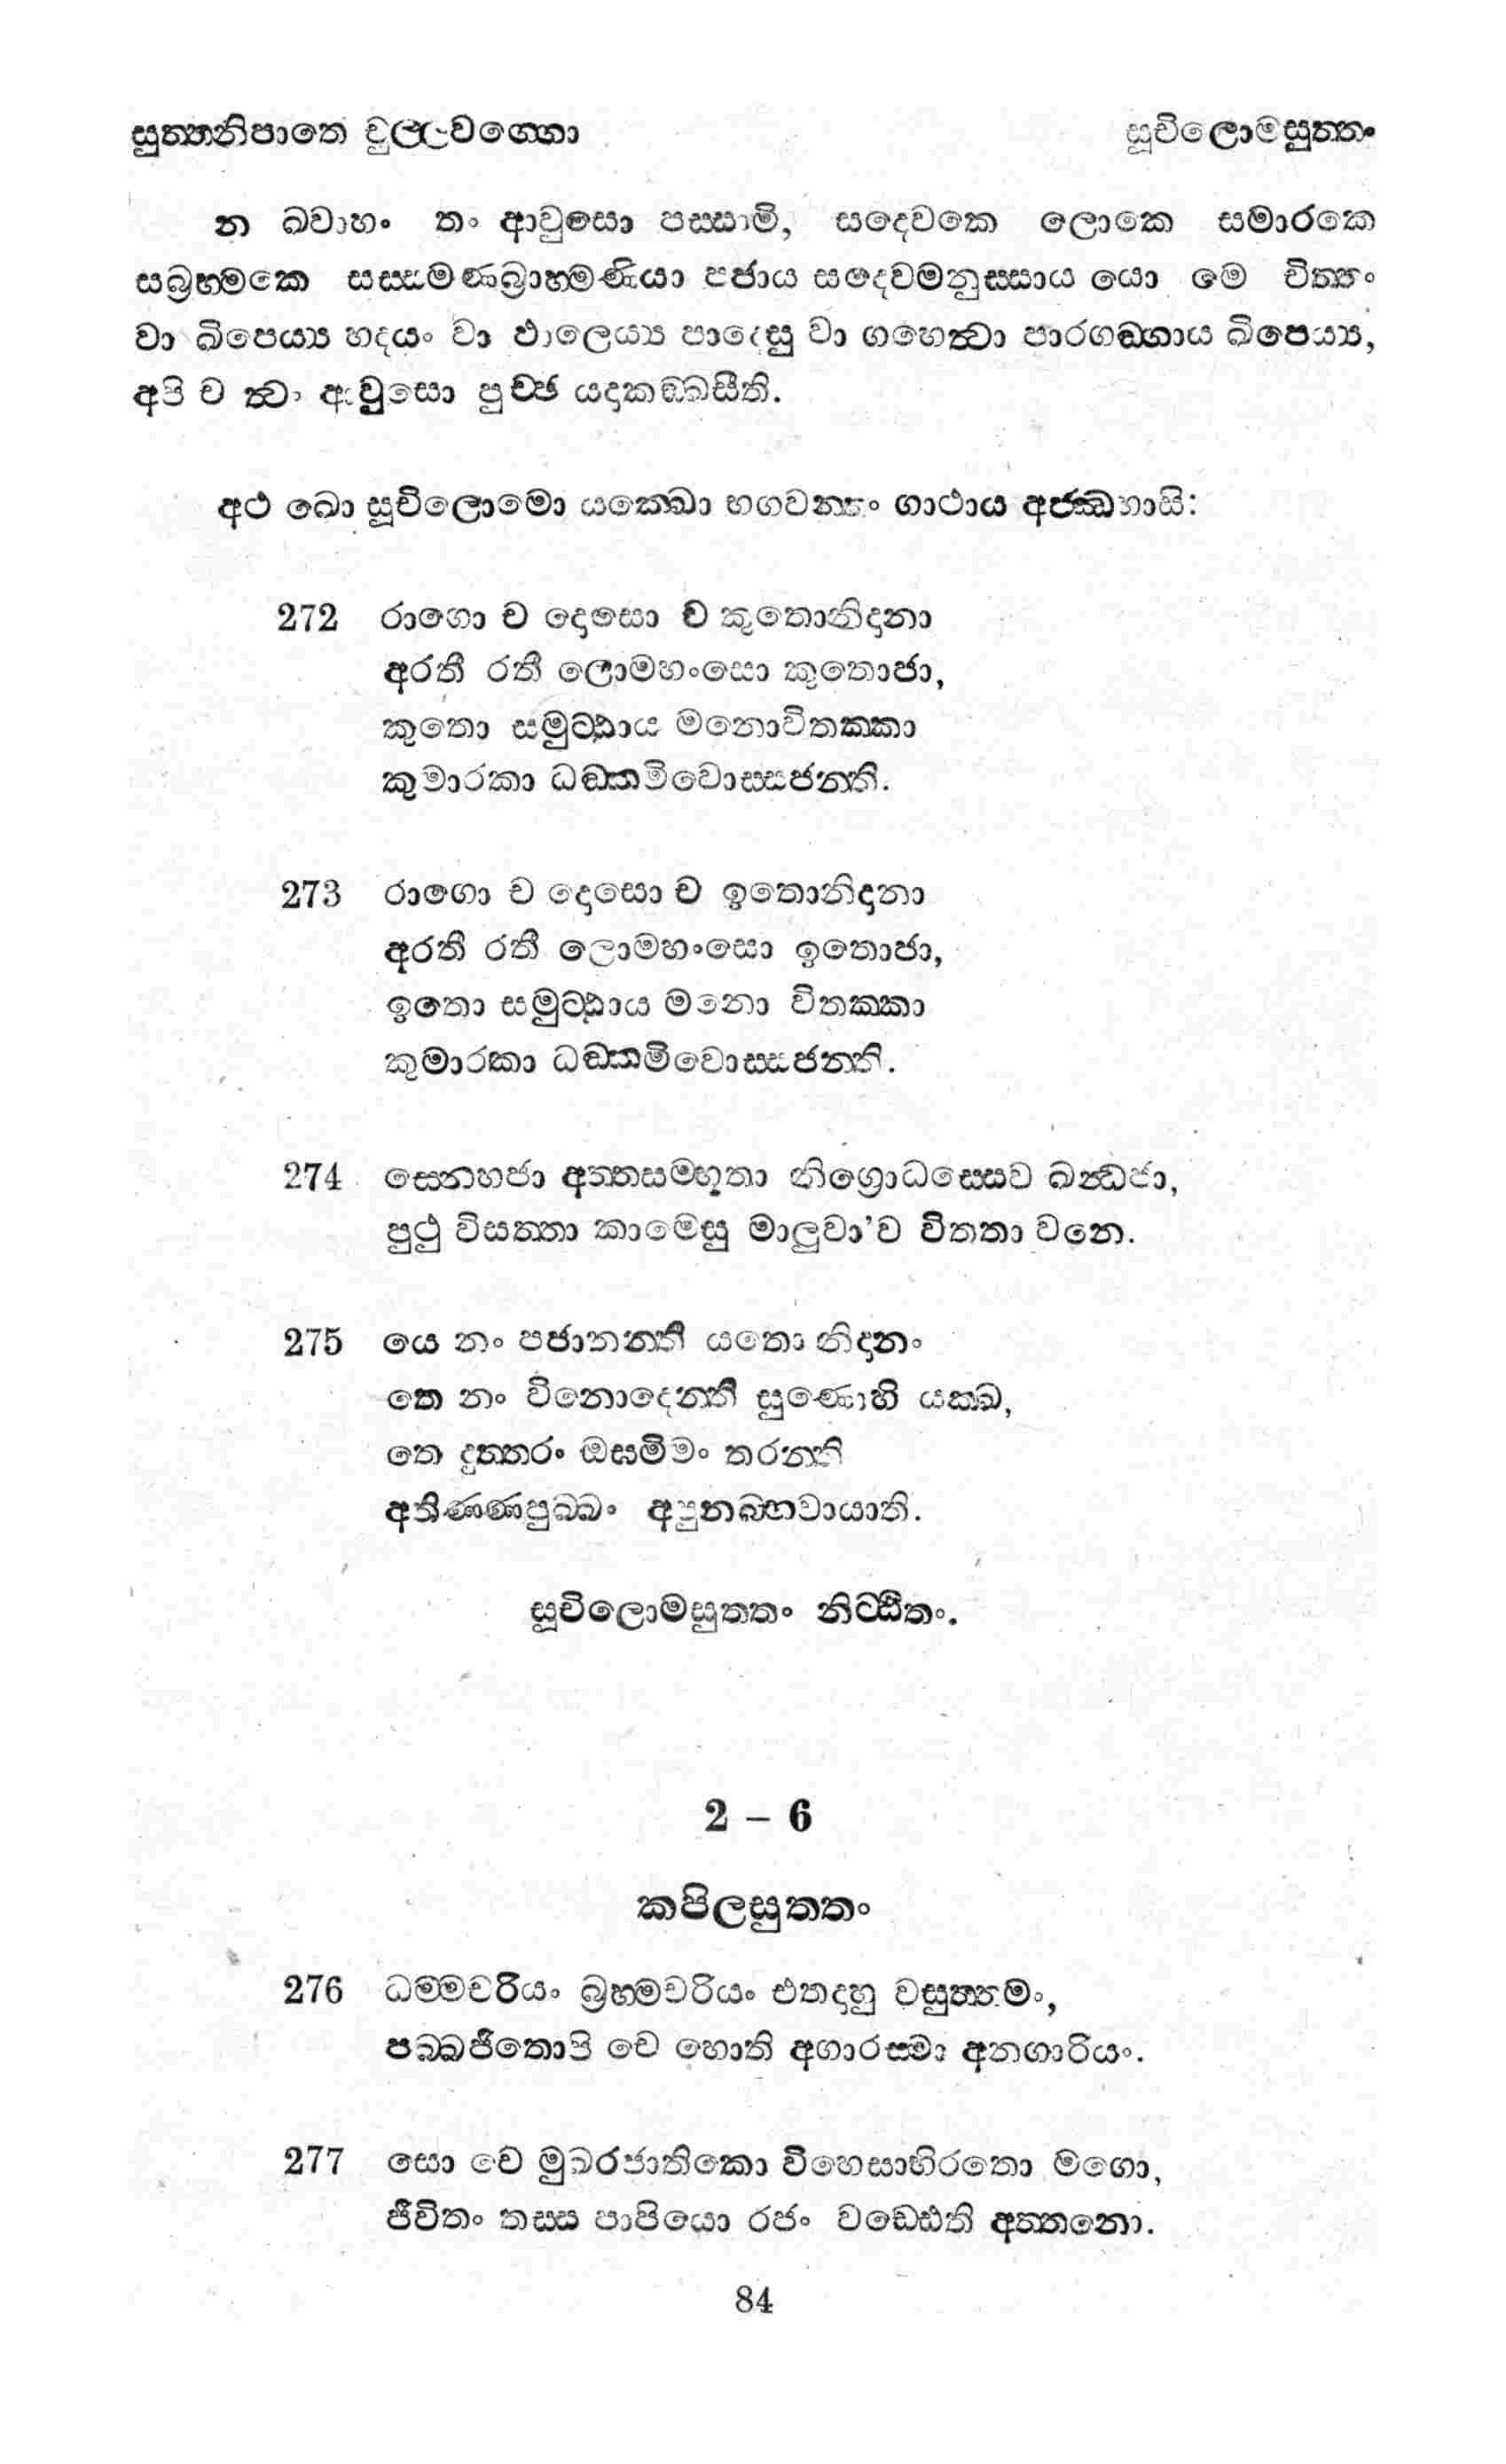 සුත්තනිපාතෙ චුල්ලවග්ගො සූචිලොමසුත්තං
න ඛ්වාහං තං ආවුසො පස්සාමි, සදෙවකෙ ලොකෙ සමාරකෙ
සබ්‍රහ්මකෙ සස්සමණබ්‍රාහ්මණියා පජාය සදෙවමනුස්සාය යො මෙ චිත්තං
වා ඛිපෙය්‍ය හදයං වා ඵාලෙය්‍ය පාදෙසු වා ගහෙත්වා පාරගඞ්ගාය ඛිපෙය්‍ය,
අපි ච ත්වං ආවුසො පුච්ඡ යදාකඞ්ඛසීති.
අථ ඛො සූචිලොමො යක්ඛො භගවන්තං ගාථාය අජ්ඣභාසි:
272 රාගො ච දොසො ච කුතොනිදානා
අරතී රතී ලොමහංසො කුතොජා,
කුතො සමුට්ඨාය මනොවිතක්කා
කුමාරකා ධඞ්කමිවොස්සජන්ති.
273 රාගො ච දොසො ච ඉතොනිදානා
අරතී රතී ලොමහංසො ඉතොජා,
ඉතො සමුට්ඨාය මනො විතක්කා
කුමාරකා ධඞ්කමිවොස්සජන්ති.
274 ස්නෙහජා අත්තසම්භූතා නිග්‍රොධස්සෙව ඛන්ධජා,
පුථූ විසත්තා කාමෙසු මාලුවා'ව විතතා වනෙ.
275 යෙ නං පජානන්ති යතො නිදානං
තෙ නං විනොදෙන්ති සුණොහි යක්ඛ,
තෙ දුත්තරං ඔඝමිමං තරන්ති
අතිණ්ණපුබ්බං අපුනබ්භවායාති.
සූචිලොමසුත්තං නිට්ඨිතං.
2 – 6
කපිලසුත්තං
276 ධම්මචරියං බ්‍රහ්මචරියං එතදාහු වසුත්තමං,
පබ්බජිතොපි චෙ හොති අගාරස්මා අනගාරියං.
277 සො චෙ මුඛරජාතිකො විහෙසාභිරතො මගො,
ජීවිතං තස්ස පාපියො රජං වඩ්ඪෙති අත්තනො.
84